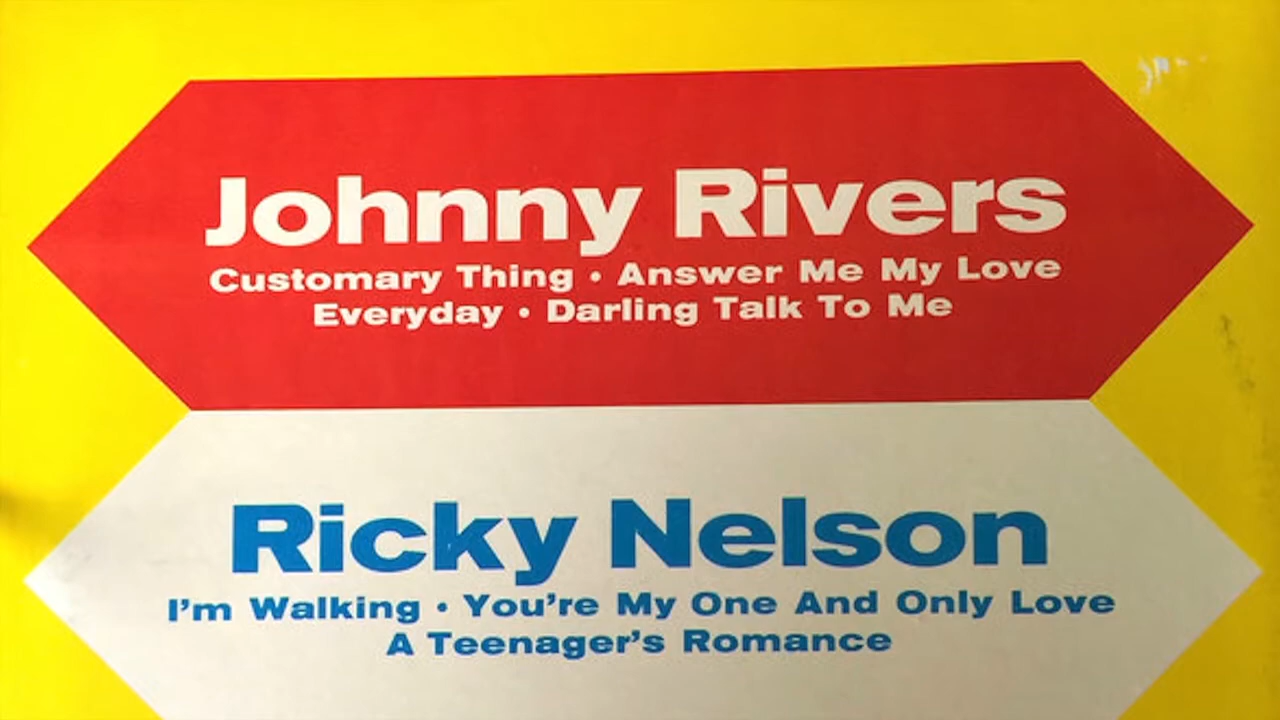 Johnny Rivers
Customary Thing • Answer Me My Love
Everyday • Darling Talk To Me
Ricky Nelson
I'm Walking • You're My One And Only Love
A Teenager's Romance